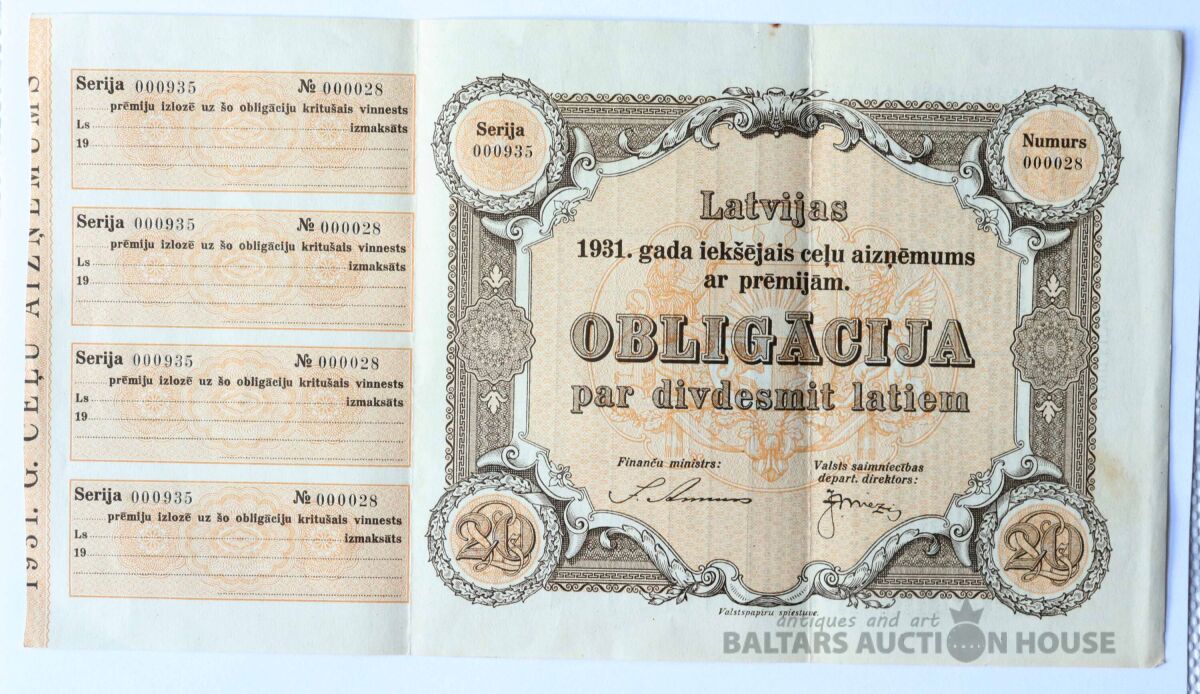 1931. G. CEĻU AIZŅĒMUMS
Serija 000935 № 000028
prēmiju izlozē uz šo obligāciju kritušais vinnests
Ls izmaksāts
19
Serija 000935 № 000028
prēmiju izlozē uz šo obligāciju kritušais vinnests
Ls izmaksāts
19
Serija 000935 № 000028
prēmiju izlozē uz šo obligāciju kritušais vinnests
Ls izmaksāts
19
Serija 000935 № 000028
prēmiju izlozē uz šo obligāciju kritušais vinnests
Ls izmaksāts
19
Serija
000935
Numurs
000028
Latvijas
1931. gada iekšējais ceļu aizņēmums
ar prēmijām.
OBLIGĀCIJA
par divdesmit latiem
Finanču ministrs:
Valsts saimniecības
depart. direktors:
20
20
Valstspapīru spiestuve.
antiques and art
BALTARS AUCTION HOUSE